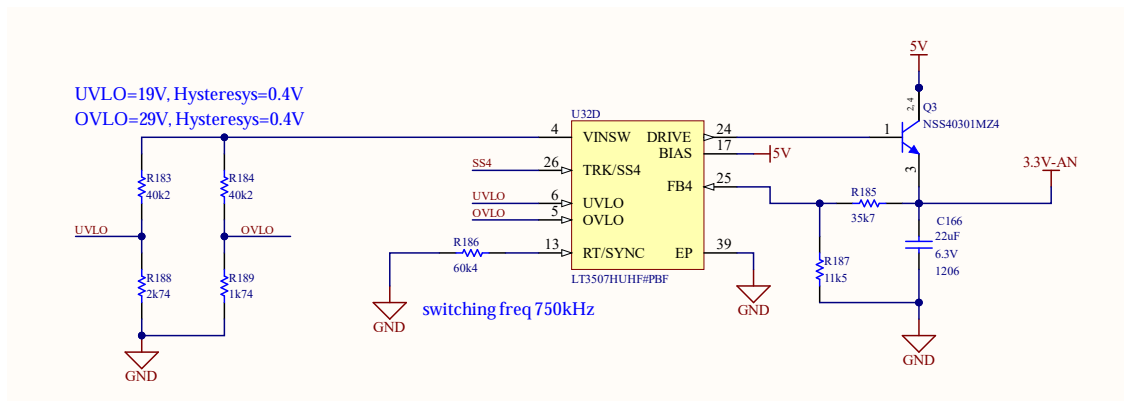 5V
UVLO=19V, Hysteresys=0.4V
OVLO=29V, Hysteresys=0.4V
U32D
2, 4
Q3
NSS40301MZ4
4 VINSW DRIVE 24 1
BIAS 17 5V
3
3.3V-AN
SS4 26 TRK/SS4
FB4 25
R183
40k2
R184
40k2
UVLO 6 UVLO
OVLO 5 OVLO
R185
35k7
C166
22uF
6.3V
1206
UVLO
OVLO
R186
60k4
13 RT/SYNC EP 39
R187
11k5
R188
2k74
R189
1k74
LT3507HUHF#PBF
switching freq 750kHz
GND
GND
GND
GND